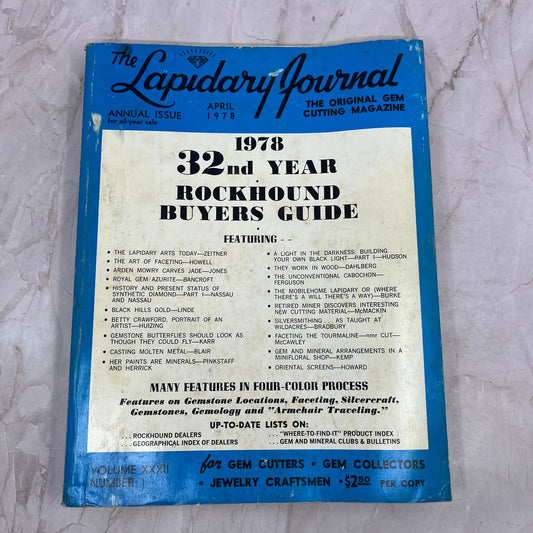 The Lapidary Journal
ANNUAL ISSUE
for all-year sale
APRIL
1978
THE ORIGINAL GEM
CUTTING MAGAZINE
1978
32nd YEAR
ROCKHOUND
BUYERS GUIDE
FEATURING - -
• THE LAPIDARY ARTS TODAY—ZEITNER
• THE ART OF FACETING—HOWELL
• ARDEN MOWRY CARVES JADE—JONES
• ROYAL GEM-AZURITE—BANCROFT
• HISTORY AND PRESENT STATUS OF
SYNTHETIC DIAMOND—PART I—NASSAU
AND NASSAU
• BLACK HILLS GOLD—LINDE
• BETTY CRAWFORD, PORTRAIT OF AN
ARTIST—HUIZING
• GEMSTONE BUTTERFLIES SHOULD LOOK AS
THOUGH THEY COULD FLY—KARR
• CASTING MOLTEN METAL—BLAIR
• HER PAINTS ARE MINERALS—PINKSTAFF
AND HERRICK
• A LIGHT IN THE DARKNESS: BUILDING
YOUR OWN BLACK LIGHT—PART I—HUDSON
• THEY WORK IN WOOD—DAHLBERG
• THE UNCONVENTIONAL CABOCHON—
FERGUSON
• THE MOBILEHOME LAPIDARY OR (WHERE
THERE'S A WILL THERE'S A WAY)—BURKE
• RETIRED MINER DISCOVERS INTERESTING
NEW CUTTING MATERIAL—McMACKIN
• SILVERSMITHING . . . AS TAUGHT AT
WILDACRES—BRADBURY
• FACETING THE TOURMALINE—nmr CUT—
McCAWLEY
• GEM AND MINERAL ARRANGEMENTS IN A
MINIFLORAL SHOP—KEMP
• ORIENTAL SCREENS—HOWARD
MANY FEATURES IN FOUR-COLOR PROCESS
Features on Gemstone Locations, Faceting, Silvercraft,
Gemstones, Gemology and "Armchair Traveling."
UP-TO-DATE LISTS ON:
. . . ROCKHOUND DEALERS
. . . GEOGRAPHICAL INDEX OF DEALERS
. . . "WHERE-TO-FIND-IT" PRODUCT INDEX
. . . GEM AND MINERAL CLUBS & BULLETINS
VOLUME XXXII
NUMBER 1
for GEM CUTTERS • GEM COLLECTORS
• JEWELRY CRAFTSMEN • $2.50 PER COPY